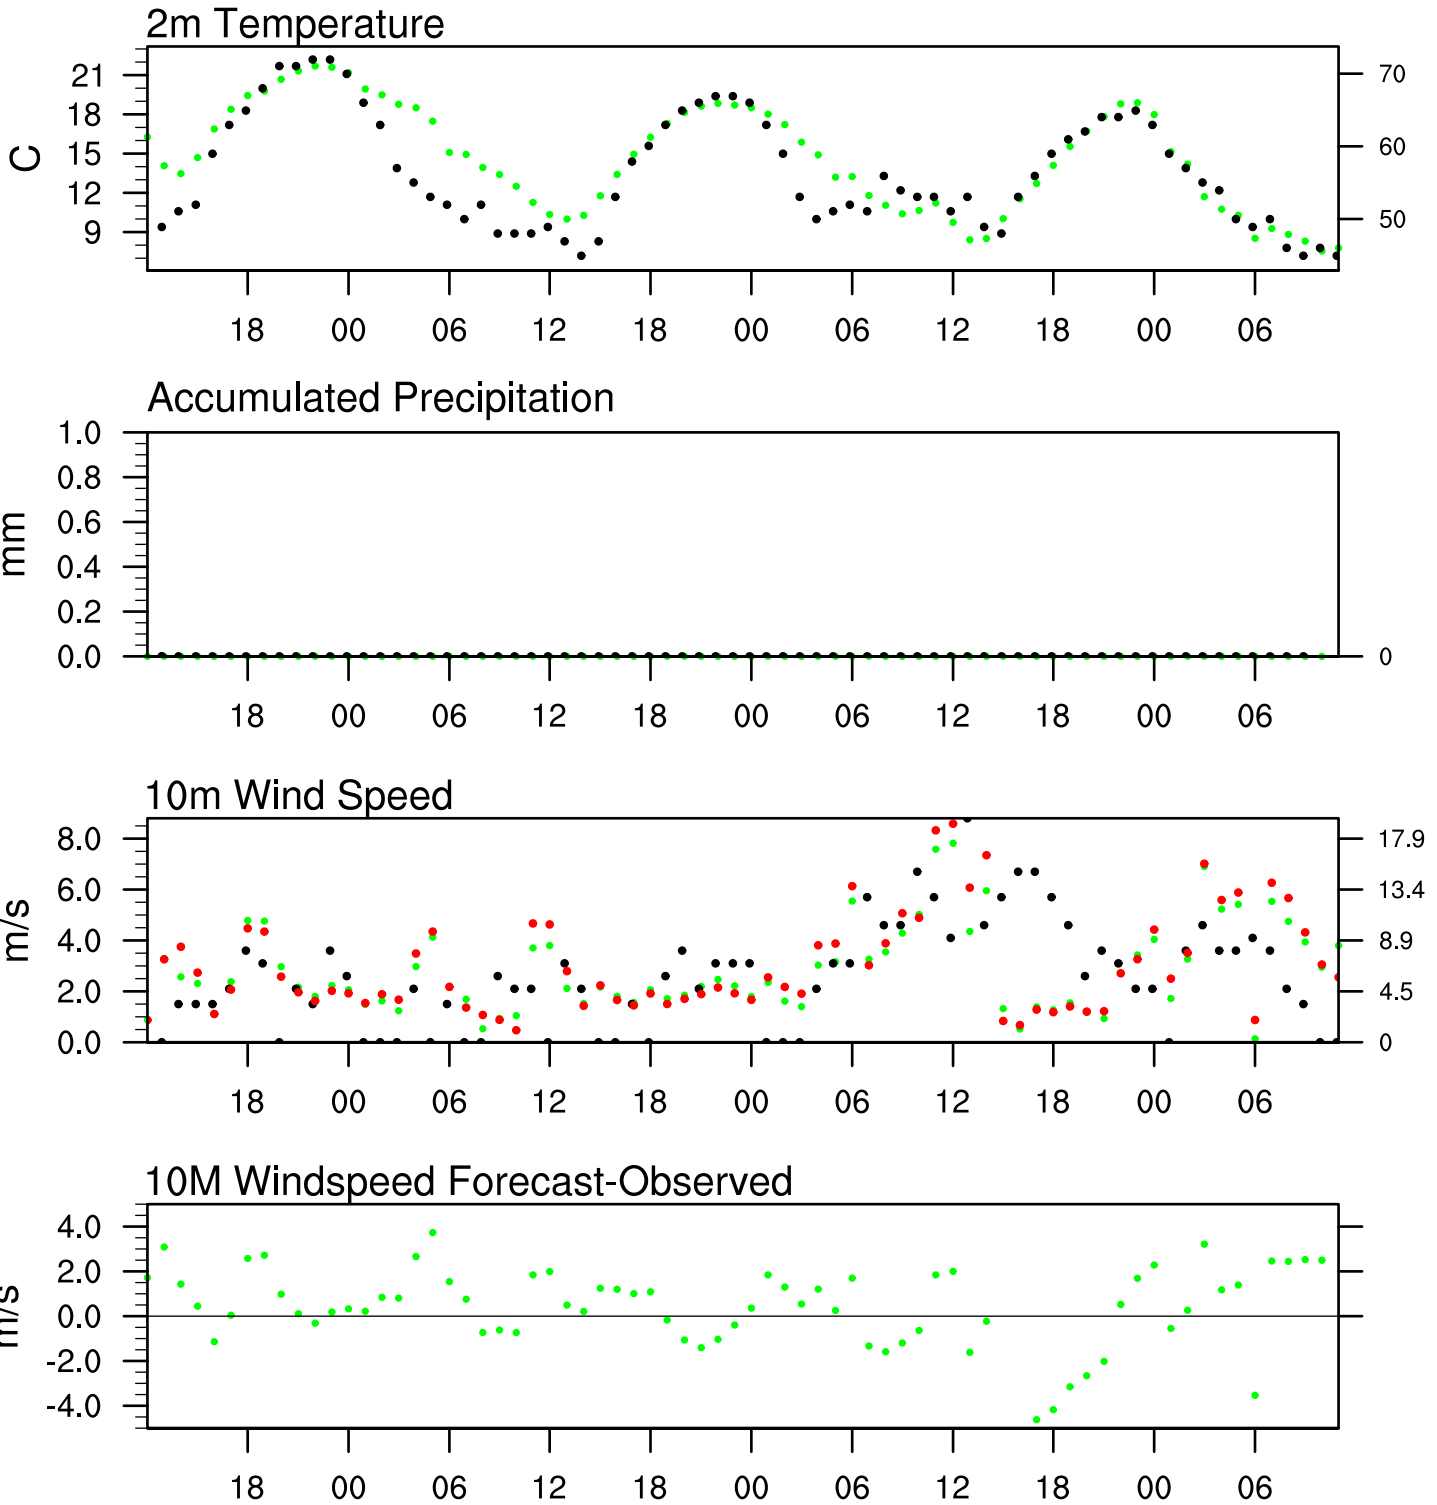 2m Temperature
21
18
15
12
9
C
70
60
50
18 00 06 12 18 00 06 12 18 00 06
Accumulated Precipitation
1.0
0.8
0.6
0.4
0.2
0.0
mm
0
18 00 06 12 18 00 06 12 18 00 06
10m Wind Speed
8.0
6.0
4.0
2.0
0.0
m/s
17.9
13.4
8.9
4.5
0
18 00 06 12 18 00 06 12 18 00 06
10M Windspeed Forecast-Observed
4.0
2.0
0.0
-2.0
-4.0
m/s
18 00 06 12 18 00 06 12 18 00 06